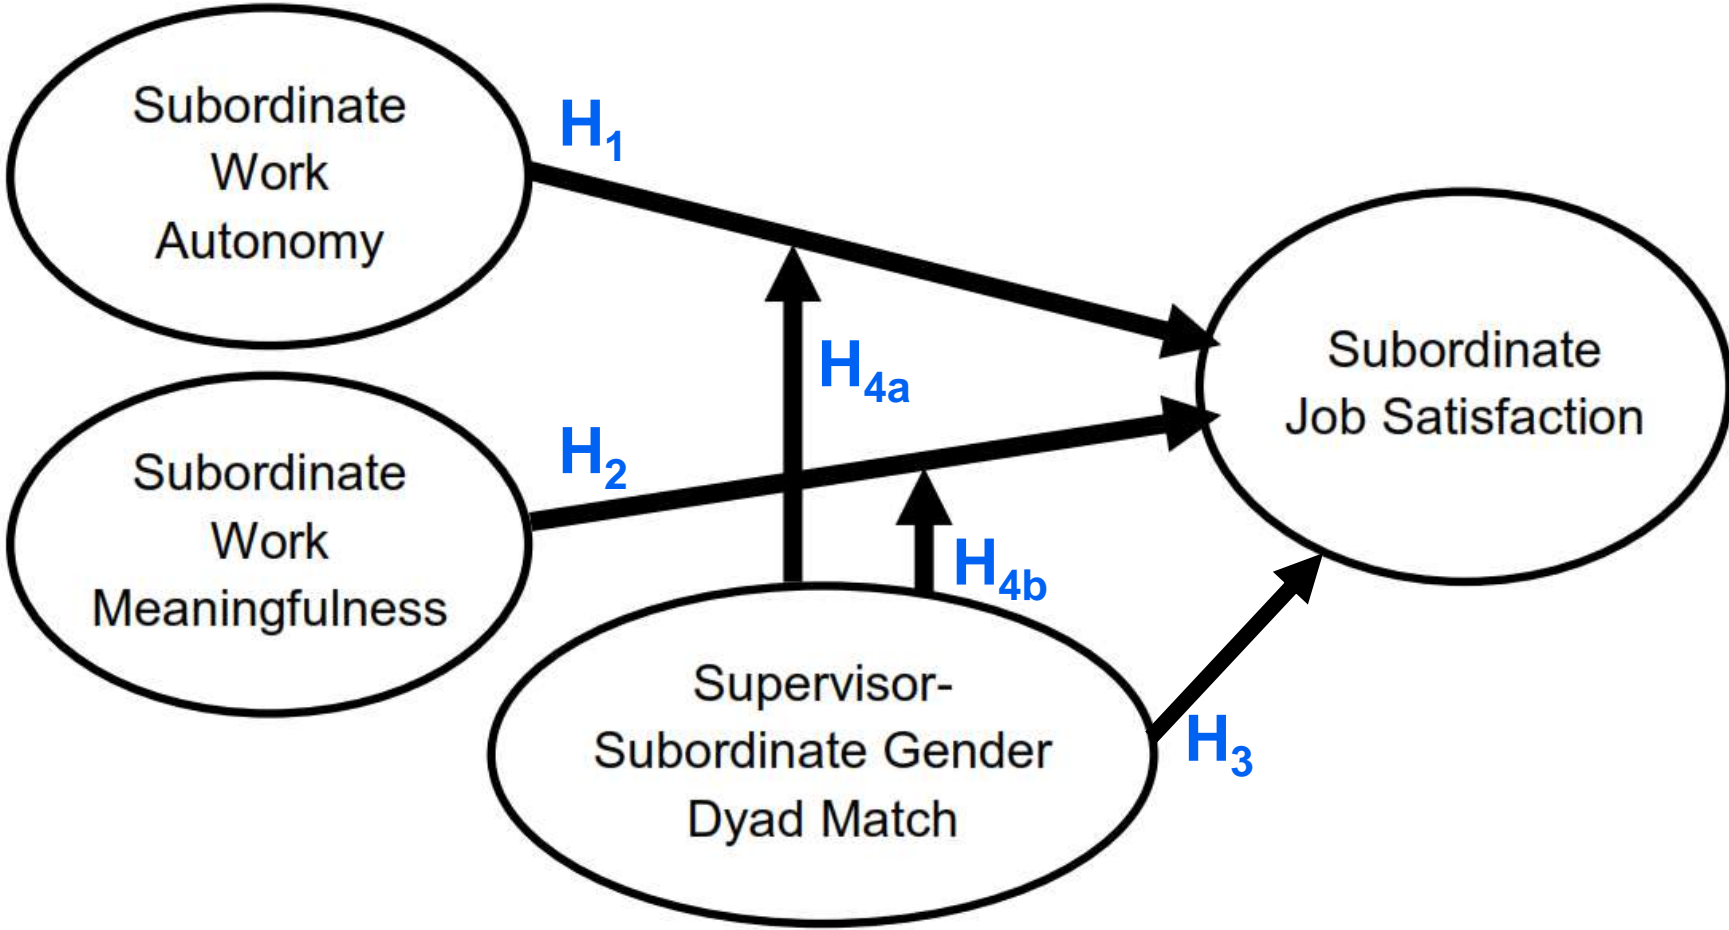 Subordinate
Work
Autonomy
H1
Subordinate
Job Satisfaction
H4a
Subordinate
Work
Meaningfulness
H2
H4b
Supervisor-
Subordinate Gender
Dyad Match
H3